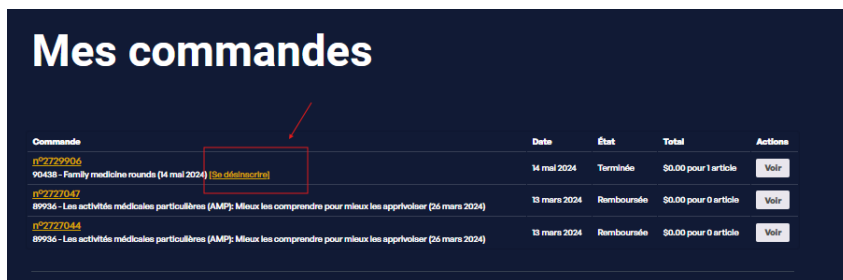 Mes commandes
Commande Date État Total Actions
nº2729906
90438 - Family medicine rounds (14 mai 2024) [Se désinscrire] 14 mai 2024 Terminée $0.00 pour 1 article Voir
nº2727047
89936 - Les activités médicales particulières (AMP): Mieux les comprendre pour mieux les apprivoiser (26 mars 2024) 13 mars 2024 Remboursée $0.00 pour 0 article Voir
nº2727044
89936 - Les activités médicales particulières (AMP): Mieux les comprendre pour mieux les apprivoiser (26 mars 2024) 13 mars 2024 Remboursée $0.00 pour 0 article Voir